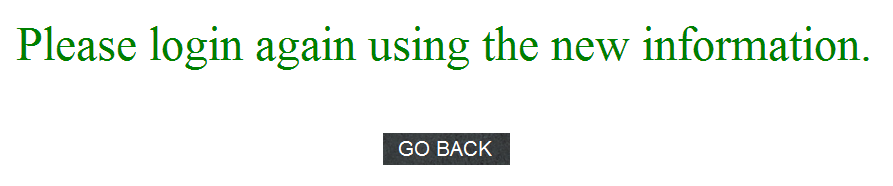 Please login again using the new information.
GO BACK